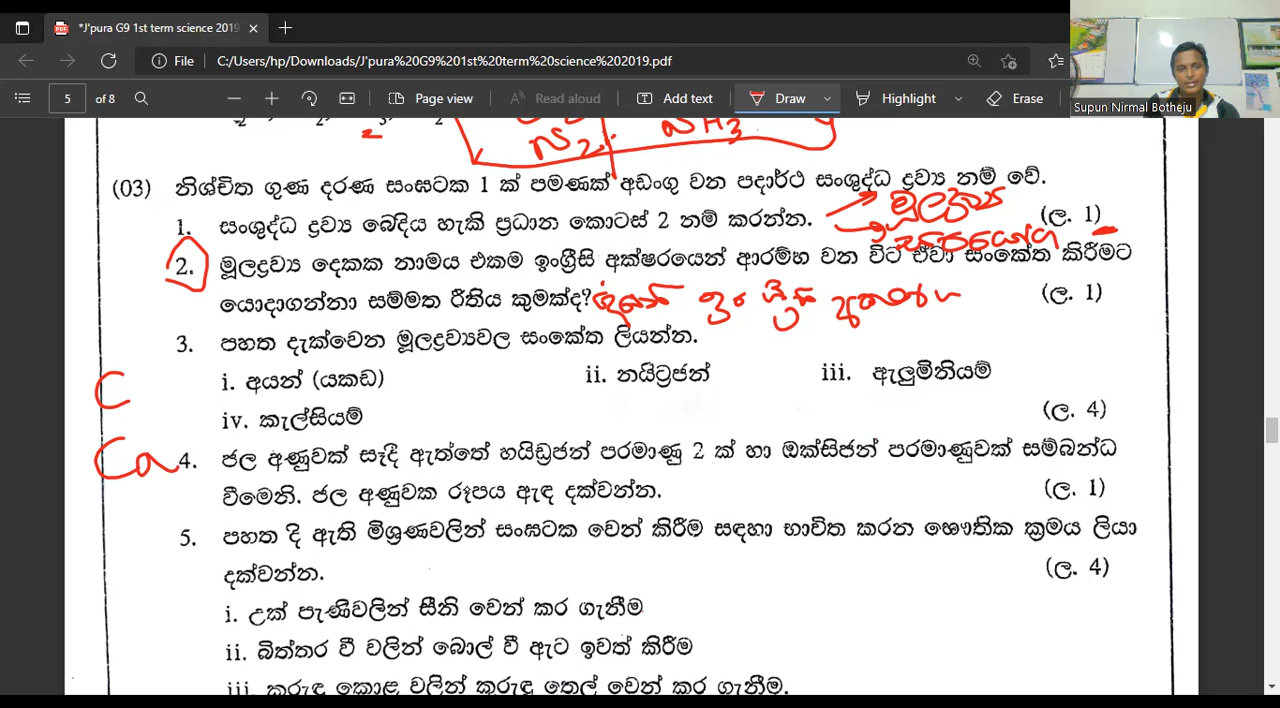 *J'pura G9 1st term science 2019
File C:/Users/hp/Downloads/J'pura%20G9%201st%20term%20science%202019.pdf
5 of 8 Page view Read aloud Add text Draw Highlight Erase
Supun Nirmal Botheju
N2 NH3
(03) නිශ්චිත ගුණ දරණ සංඝටක 1 ක් පමණක් අඩංගු වන පදාර්ථ සංශුද්ධ ද්‍රව්‍ය නම් වේ.
1. සංශුද්ධ ද්‍රව්‍ය බෙදිය හැකි ප්‍රධාන කොටස් 2 නම් කරන්න. මූලද්‍රව්‍ය (ල. 1)
සංයෝග
2. මූලද්‍රව්‍ය දෙකක නාමය එකම ඉංග්‍රීසි අක්ෂරයෙන් ආරම්භ වන විට ඒවා සංකේත කිරීමට
යොදාගන්නා සම්මත රීතිය කුමක්ද? (ල. 1)
3. පහත දැක්වෙන මූලද්‍රව්‍යවල සංකේත ලියන්න.
C i. අයන් (යකඩ) ii. නයිට්‍රජන් iii. ඇලුමිනියම්
iv. කැල්සියම් (ල. 4)
Ca 4. ජල අණුවක් සෑදී ඇත්තේ හයිඩ්‍රජන් පරමාණු 2 ක් හා ඔක්සිජන් පරමාණුවක් සම්බන්ධ
වීමෙනි. ජල අණුවක රූපය ඇඳ දක්වන්න. (ල. 1)
5. පහත දී ඇති මිශ්‍රණවලින් සංඝටක වෙන් කිරීම සඳහා භාවිත කරන භෞතික ක්‍රමය ලියා
දක්වන්න. (ල. 4)
i. උක් පැණිවලින් සීනි වෙන් කර ගැනීම
ii. බිත්තර වී වලින් බොල් වී ඇට ඉවත් කිරීම
iii. කුරුඳු කොළ වලින් කුරුඳු තෙල් වෙන් කර ගැනීම.